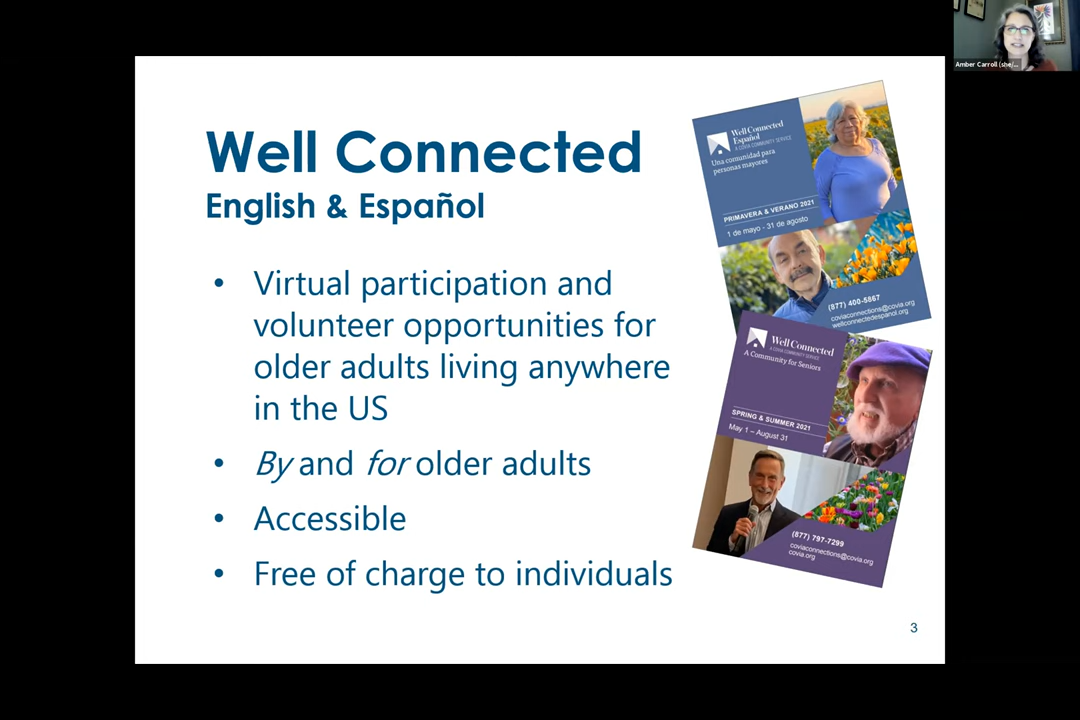 Well Connected
English & Español
• Virtual participation and
volunteer opportunities for
older adults living anywhere
in the US
• By and for older adults
• Accessible
• Free of charge to individuals
Well Connected
Español
A COVIA COMMUNITY SERVICE
Una comunidad para
personas mayores
PRIMAVERA & VERANO 2021
1 de mayo - 31 de agosto
(877) 400-5867
coviaconnections@covia.org
wellconnectedespanol.org
Well Connected
A COVIA COMMUNITY SERVICE
A Community for Seniors
SPRING & SUMMER 2021
May 1 – August 31
(877) 797-7299
coviaconnections@covia.org
covia.org
3
Amber Carroll (she/...